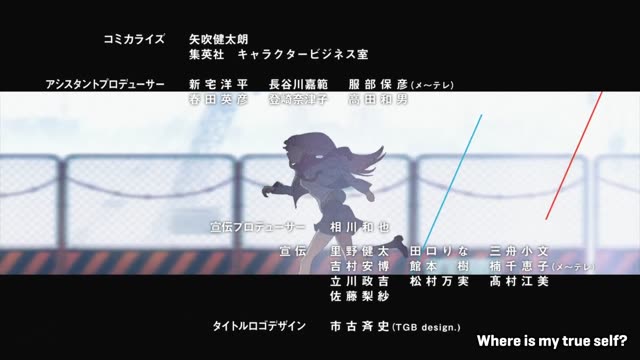 コミカライズ 矢吹健太朗
集英社 キャラクタービジネス室
アシスタントプロデューサー 新宅洋平 長谷川嘉範 服部保彦(メ〜テレ)
春田英彦 登崎奈津子 高田和男
宣伝プロデューサー 相川和也
宣伝 里野健太 田口りな 三舟小文
吉村安博 館本樹 楠千恵子(メ〜テレ)
立川政吉 松村万実 髙村江美
佐藤梨紗
タイトルロゴデザイン 市古斉史(TGB design.)
Where is my true self?